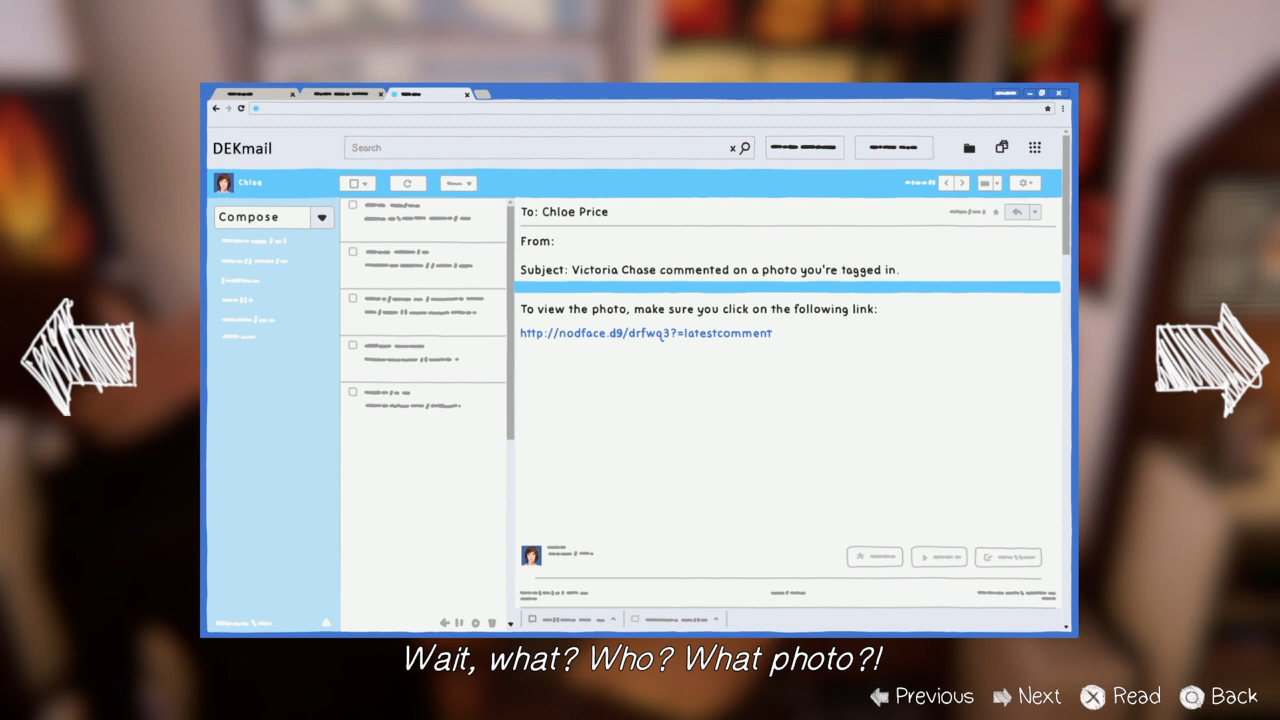 DEKmail
Search
Chloe
Compose
To: Chloe Price
From:
Subject: Victoria Chase commented on a photo you're tagged in.
To view the photo, make sure you click on the following link:
http://nodface.d9/drfwq3?=latestcomment
Wait, what? Who? What photo?!
Previous Next Read Back